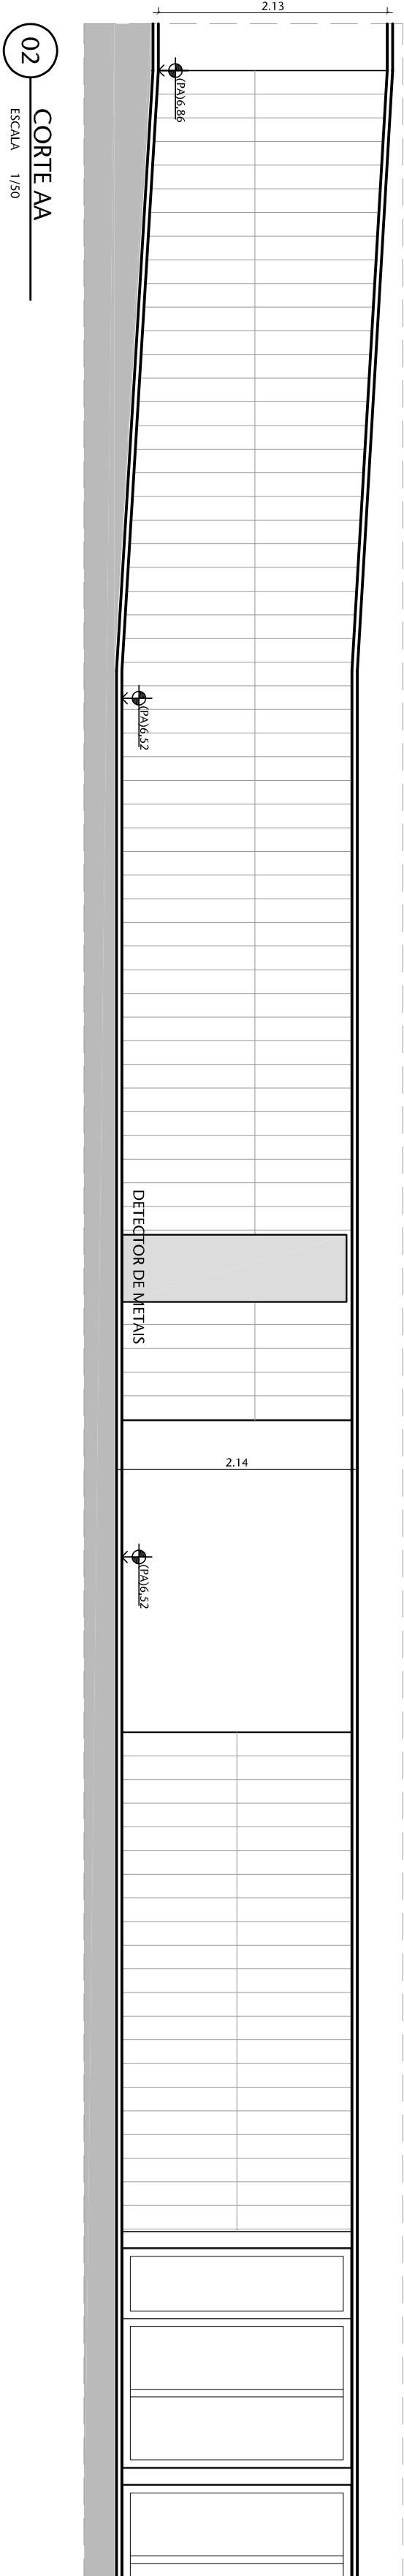 2.13
(PA)6,86
02
CORTE AA
ESCALA 1/50
(PA)6,52
DETECTOR DE METAIS
2.14
(PA)6,52